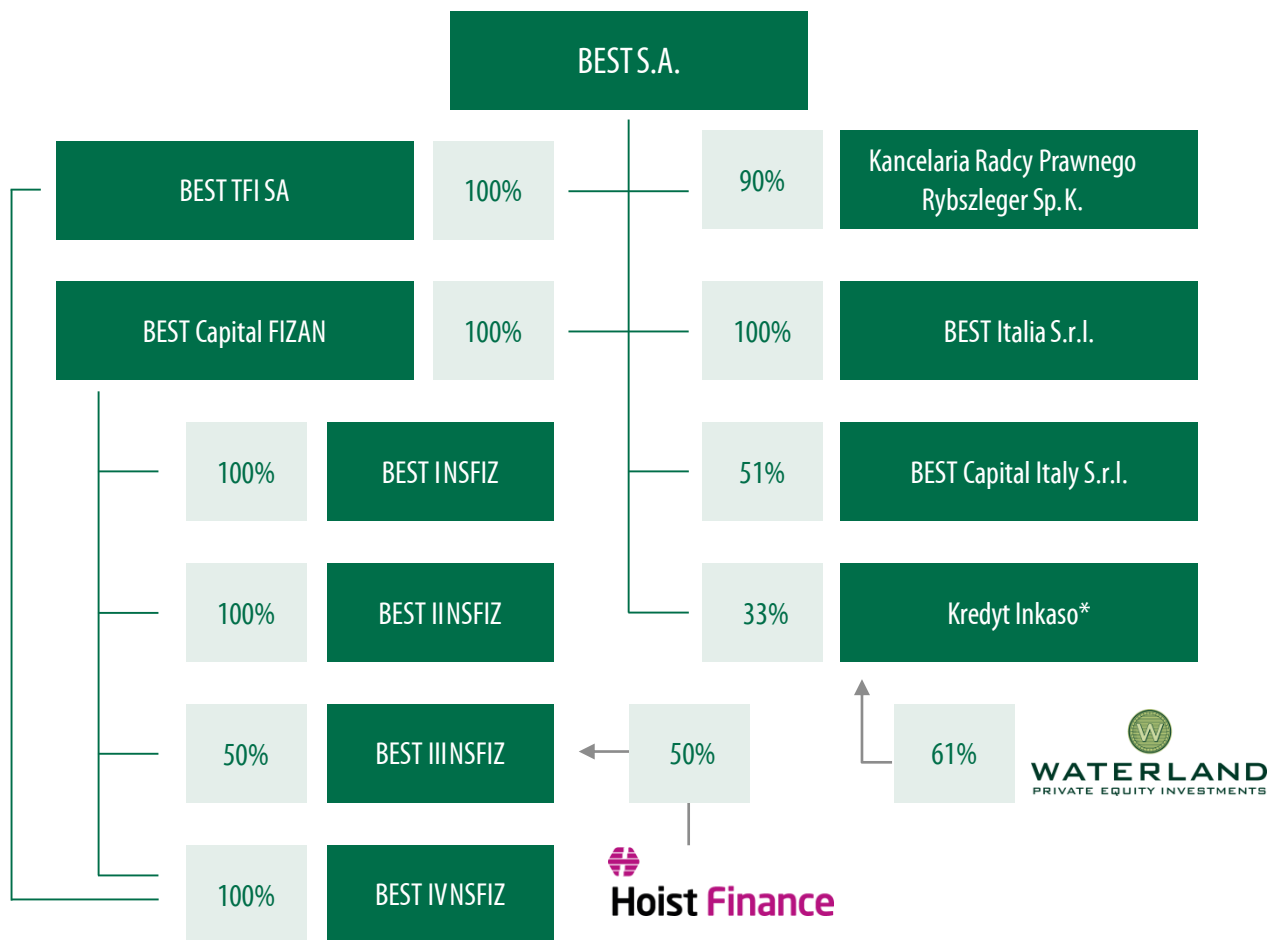 BEST S.A.
BEST TFI SA
100%
90%
Kancelaria Radcy Prawnego
Rybszleger Sp. K.
BEST Capital FIZAN
100%
100%
BEST Italia S.r.l.
100%
BEST I NSFIZ
51%
BEST Capital Italy S.r.l.
100%
BEST II NSFIZ
33%
Kredyt Inkaso*
50%
BEST III NSFIZ
50%
61%
W
WATERLAND
PRIVATE EQUITY INVESTMENTS
100%
BEST IV NSFIZ
Hoist Finance